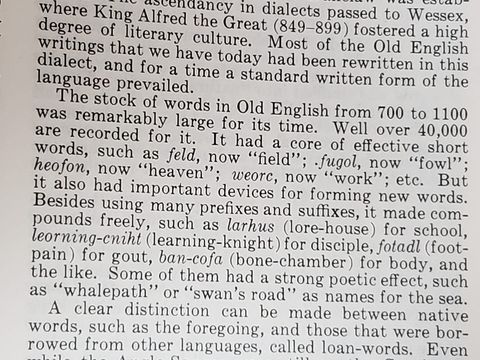 The ascendancy in dialects passed to Wessex,
where King Alfred the Great (849–899) fostered a high
degree of literary culture. Most of the Old English
writings that we have today had been rewritten in this
dialect, and for a time a standard written form of the
language prevailed.
The stock of words in Old English from 700 to 1100
was remarkably large for its time. Well over 40,000
are recorded for it. It had a core of effective short
words, such as feld, now “field”; .fugol, now “fowl”;
heofon, now “heaven”; weorc, now “work”; etc. But
it also had important devices for forming new words.
Besides using many prefixes and suffixes, it made com-
pounds freely, such as larhus (lore-house) for school,
leorning-cniht (learning-knight) for disciple, fotadl (foot-
pain) for gout, ban-cofa (bone-chamber) for body, and
the like. Some of them had a strong poetic effect, such
as “whalepath” or “swan's road” as names for the sea.
A clear distinction can be made between native
words, such as the foregoing, and those that were bor-
rowed from other languages, called loan-words. Even